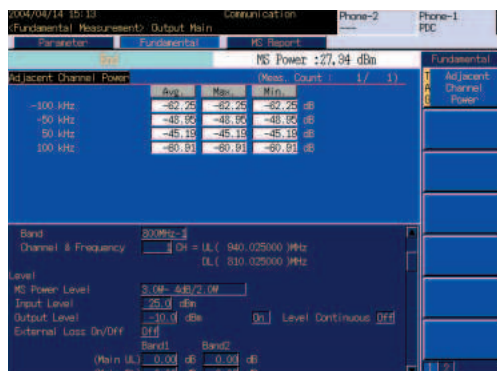 2004/04/14 15:13 Communication Phone-2 Phone-1
<Fundamental Measurement> Output Main ---- PDC
Parameter Fundamental MS Report
MS Power :27.34 dBm Fundamental
Adjacent Channel Power (Meas. Count : 1/ 1)
TAG Adjacent Channel Power
Avg. Max. Min.
-100 kHz -62.25 -62.25 -62.25 dB
-50 kHz -48.95 -48.95 -48.95 dB
50 kHz -45.19 -45.19 -45.19 dB
100 kHz -60.91 -60.91 -60.91 dB
Band 800MHz-1
Channel & Frequency 1 CH = UL( 940.025000 )MHz
DL( 810.025000 )MHz
Level
MS Power Level 3.0W- 4dB/2.0W
Input Level 25.0 dBm
Output Level -10.0 dBm On Level Continuous Off
External Loss On/Off Off
Band1 Band2
(Main UL) 0.00 dB 0.00 dB
1 2